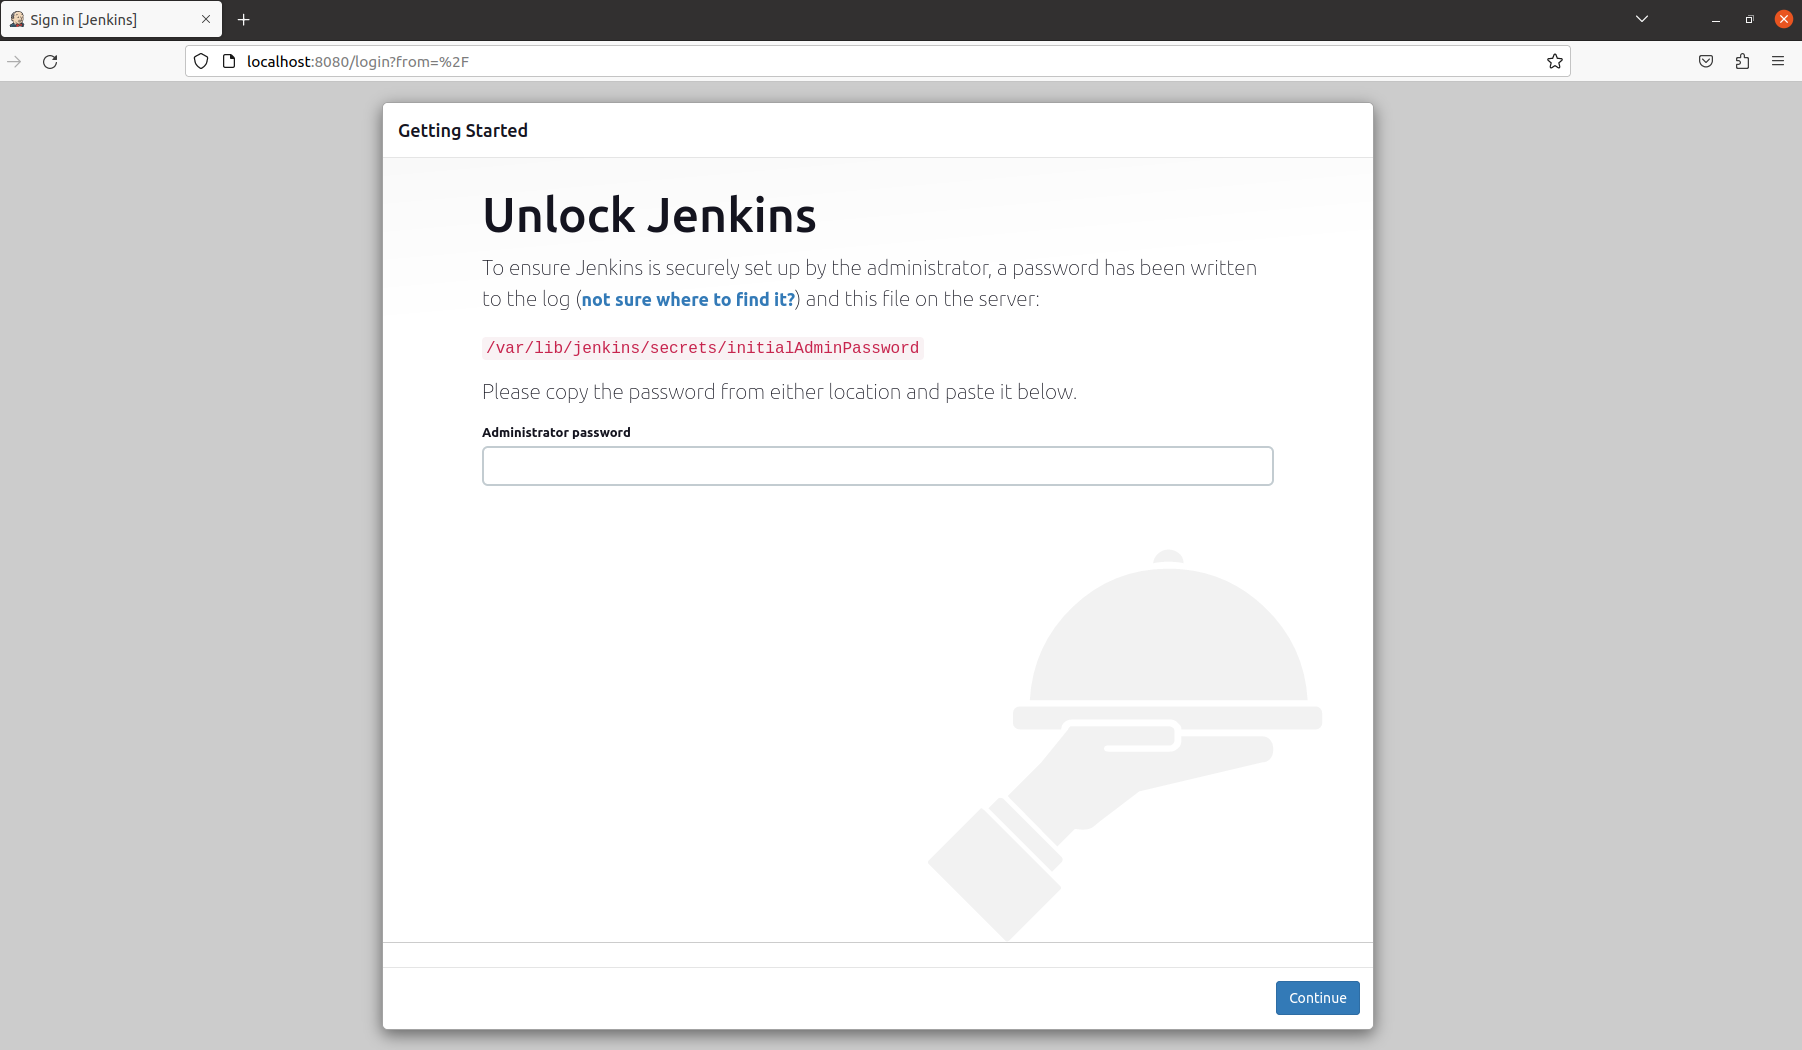 Sign in [Jenkins]
localhost:8080/login?from=%2F
Getting Started
Unlock Jenkins
To ensure Jenkins is securely set up by the administrator, a password has been written
to the log (not sure where to find it?) and this file on the server:
/var/lib/jenkins/secrets/initialAdminPassword
Please copy the password from either location and paste it below.
Administrator password
Continue